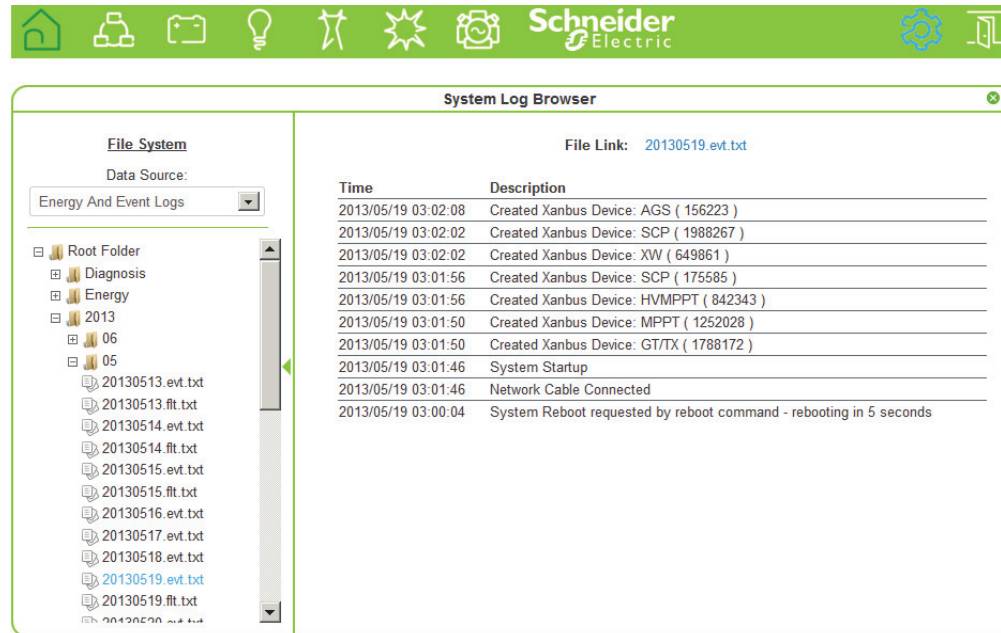 Schneider
Electric
System Log Browser
File System
Data Source:
Energy And Event Logs
Root Folder
Diagnosis
Energy
2013
06
05
20130513.evt.txt
20130513.flt.txt
20130514.evt.txt
20130514.flt.txt
20130515.evt.txt
20130515.flt.txt
20130516.evt.txt
20130517.evt.txt
20130518.evt.txt
20130519.evt.txt
20130519.flt.txt
File Link: 20130519.evt.txt
Time Description
2013/05/19 03:02:08 Created Xanbus Device: AGS ( 156223 )
2013/05/19 03:02:02 Created Xanbus Device: SCP ( 1988267 )
2013/05/19 03:02:02 Created Xanbus Device: XW ( 649861 )
2013/05/19 03:01:56 Created Xanbus Device: SCP ( 175585 )
2013/05/19 03:01:56 Created Xanbus Device: HVMPPT ( 842343 )
2013/05/19 03:01:50 Created Xanbus Device: MPPT ( 1252028 )
2013/05/19 03:01:50 Created Xanbus Device: GT/TX ( 1788172 )
2013/05/19 03:01:46 System Startup
2013/05/19 03:01:46 Network Cable Connected
2013/05/19 03:00:04 System Reboot requested by reboot command - rebooting in 5 seconds